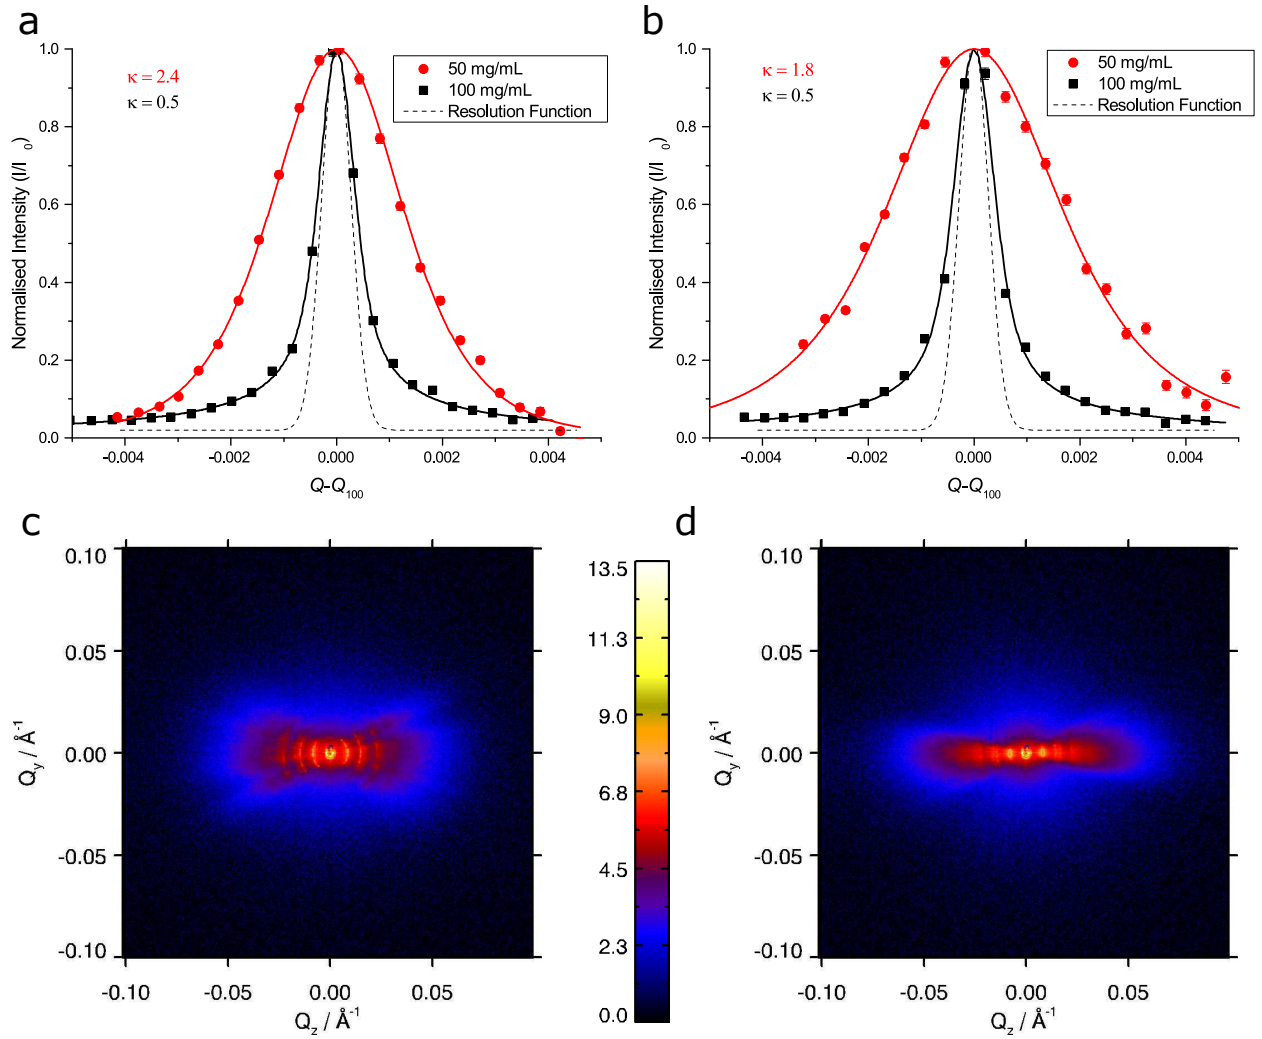 a
κ = 2.4
κ = 0.5
50 mg/mL
100 mg/mL
Resolution Function
Normalised Intensity (I/I₀)
1.0
0.8
0.6
0.4
0.2
0.0
-0.004 -0.002 0.000 0.002 0.004
Q-Q₁₀₀
b
κ = 1.8
κ = 0.5
50 mg/mL
100 mg/mL
Resolution Function
Normalised Intensity (I/I₀)
1.0
0.8
0.6
0.4
0.2
0.0
-0.004 -0.002 0.000 0.002 0.004
Q-Q₁₀₀
c
Q_y / Å⁻¹
0.10
0.05
0.00
-0.05
-0.10
-0.10 -0.05 0.00 0.05
Q_z / Å⁻¹
13.5
11.3
9.0
6.8
4.5
2.3
0.0
d
Q_y / Å⁻¹
0.10
0.05
0.00
-0.05
-0.10
-0.10 -0.05 0.00 0.05
Q_z / Å⁻¹